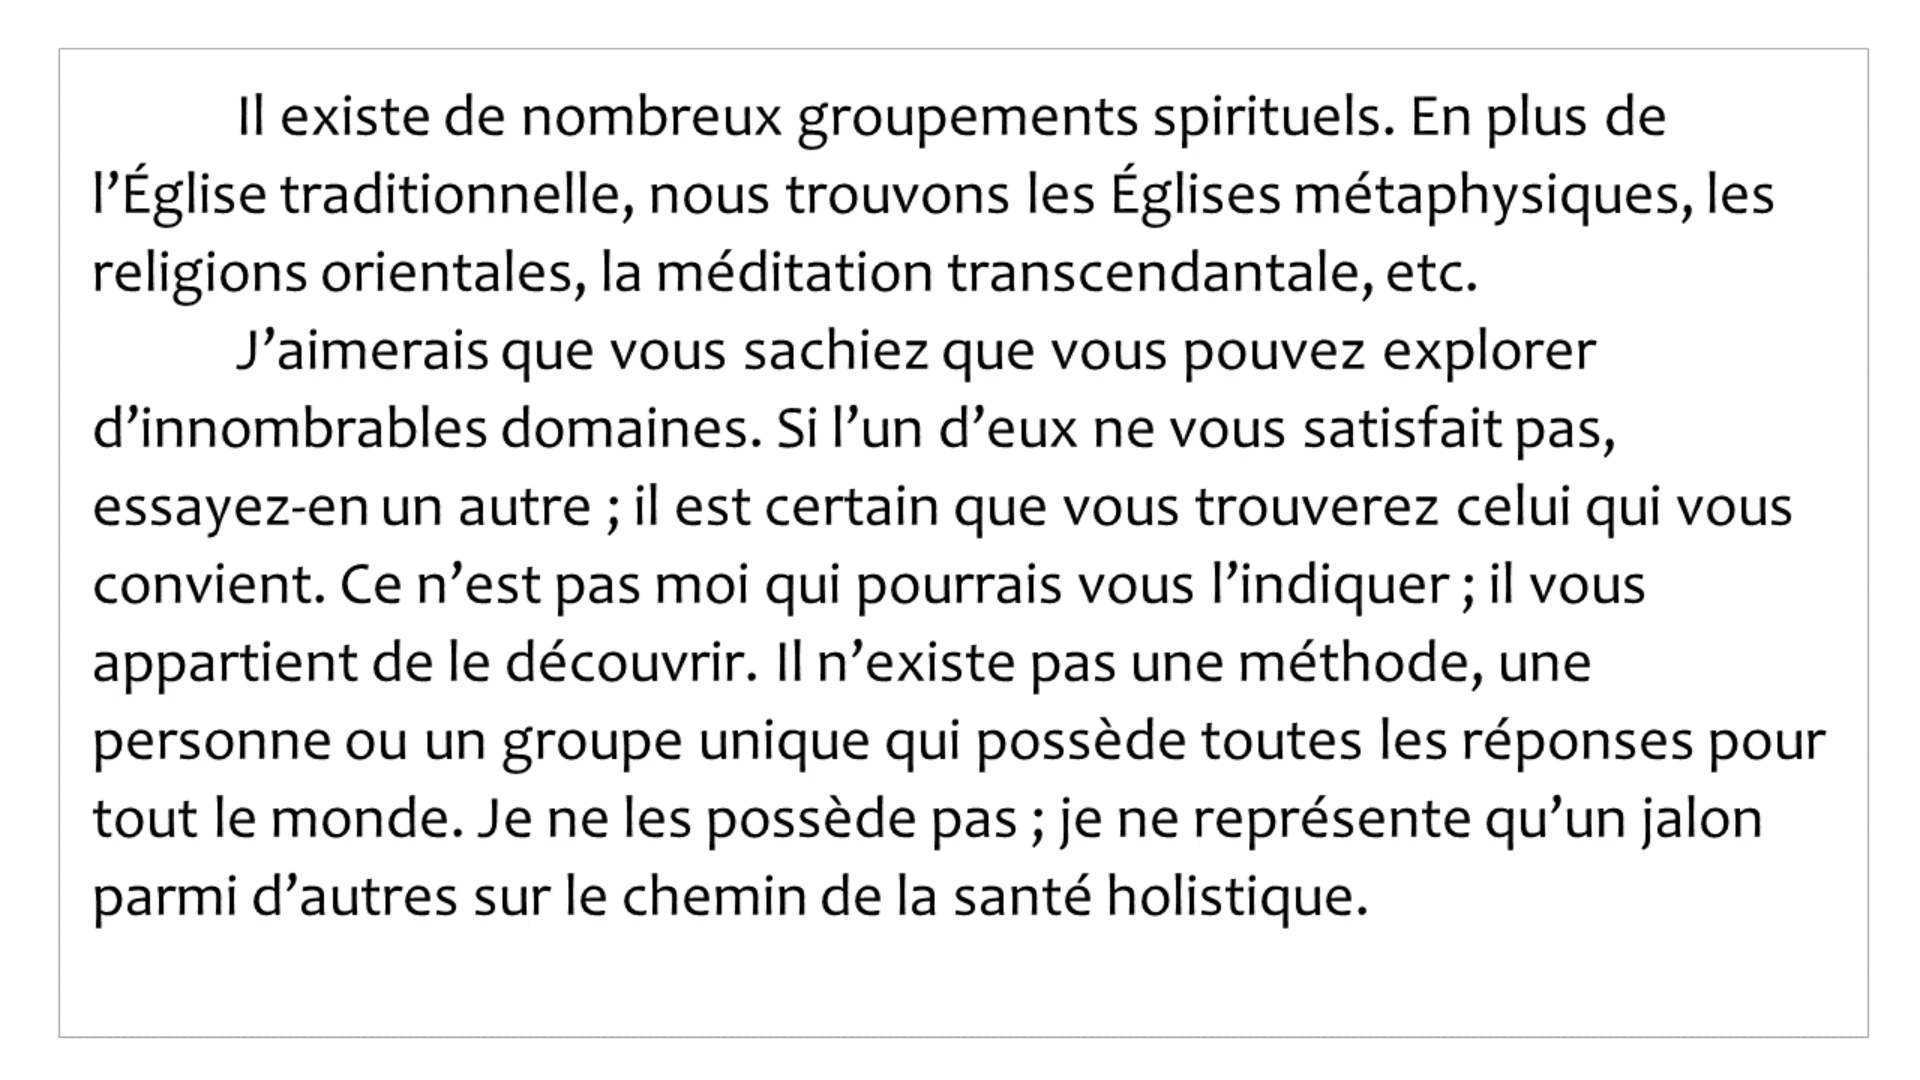 Il existe de nombreux groupements spirituels. En plus de
l’Église traditionnelle, nous trouvons les Églises métaphysiques, les
religions orientales, la méditation transcendantale, etc.
J’aimerais que vous sachiez que vous pouvez explorer
d’innombrables domaines. Si l’un d’eux ne vous satisfait pas,
essayez-en un autre ; il est certain que vous trouverez celui qui vous
convient. Ce n’est pas moi qui pourrais vous l’indiquer ; il vous
appartient de le découvrir. Il n’existe pas une méthode, une
personne ou un groupe unique qui possède toutes les réponses pour
tout le monde. Je ne les possède pas ; je ne représente qu’un jalon
parmi d’autres sur le chemin de la santé holistique.